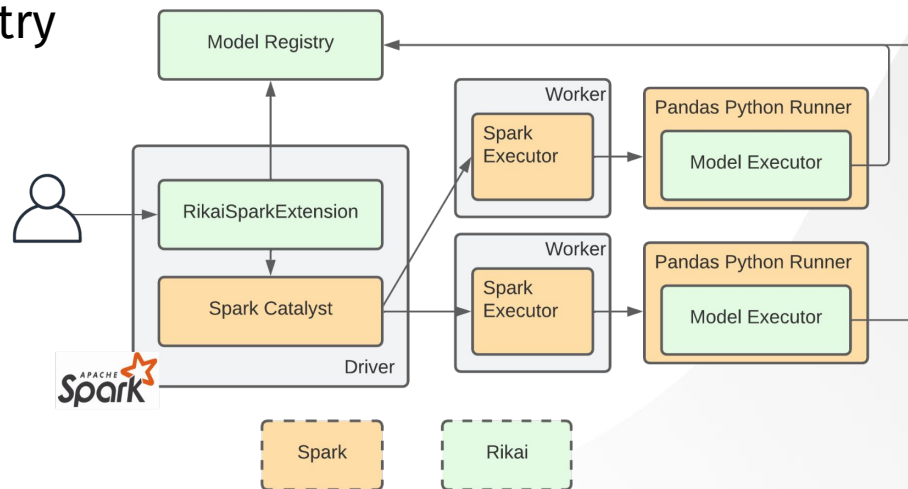 try
Model Registry
Worker
Spark
Executor
Pandas Python Runner
Model Executor
RikaiSparkExtension
Spark Catalyst
Driver
Worker
Spark
Executor
Pandas Python Runner
Model Executor
APACHE
Spark
Spark
Rikai